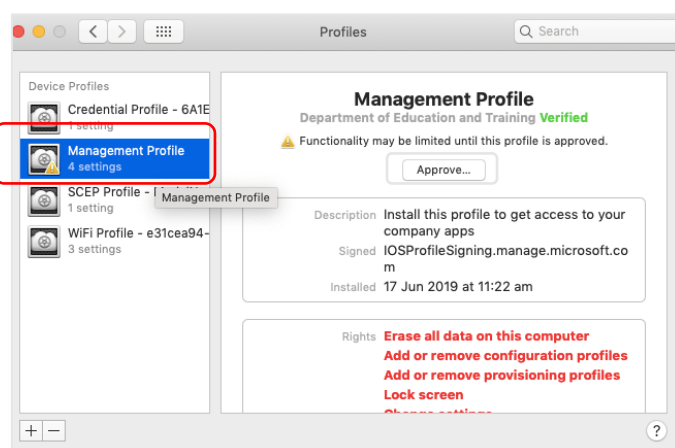 Profiles
Search
Device Profiles
Credential Profile - 6A1E
1 setting
Management Profile
4 settings
SCEP Profile -
1 setting
Management Profile
WiFi Profile - e31cea94-
3 settings
Management Profile
Department of Education and Training Verified
Functionality may be limited until this profile is approved.
Approve...
Description Install this profile to get access to your
company apps
Signed IOSProfileSigning.manage.microsoft.co
m
Installed 17 Jun 2019 at 11:22 am
Rights Erase all data on this computer
Add or remove configuration profiles
Add or remove provisioning profiles
Lock screen
Change settings
+ −
?